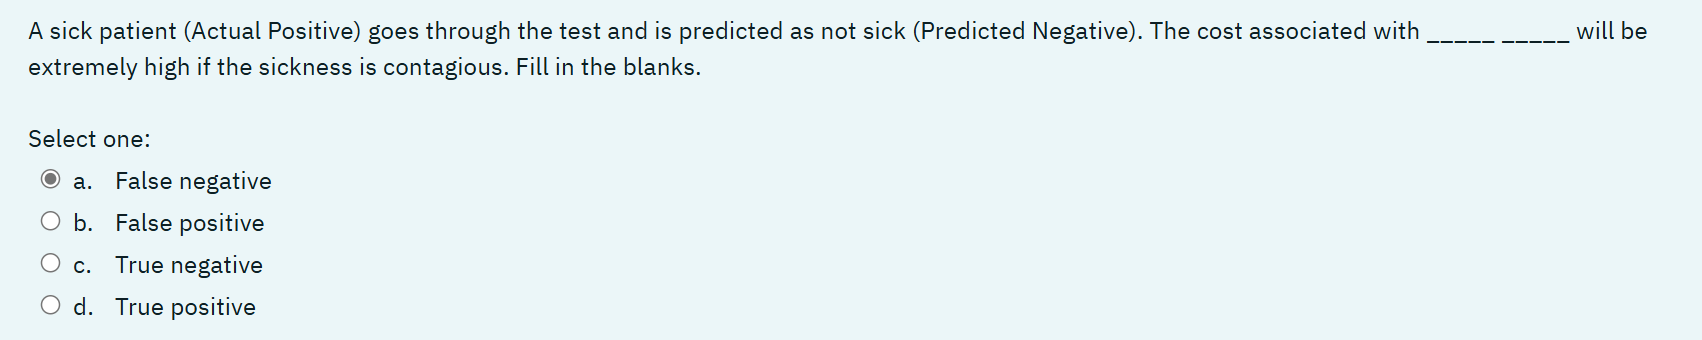 A sick patient (Actual Positive) goes through the test and is predicted as not sick (Predicted Negative). The cost associated with _____ _____ will be
extremely high if the sickness is contagious. Fill in the blanks.
Select one:
a. False negative
b. False positive
c. True negative
d. True positive